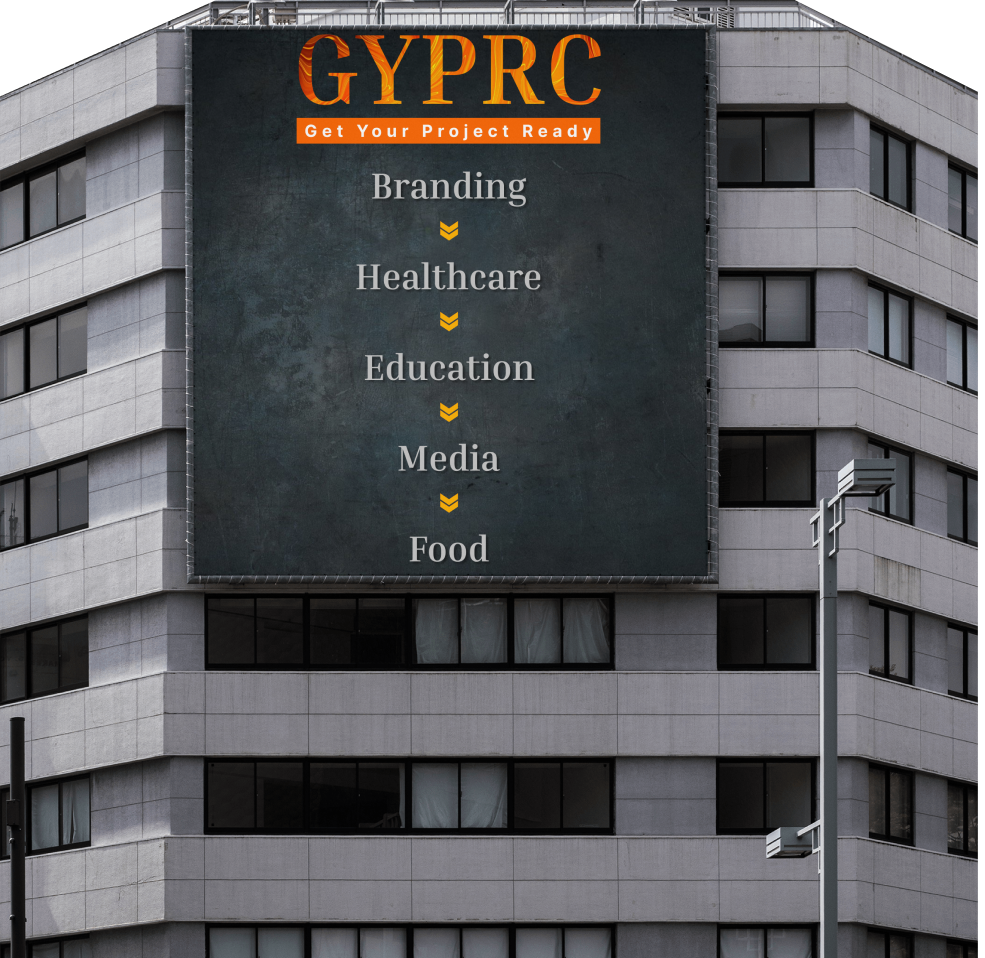 GYPRC
Get Your Project Ready
Branding
Healthcare
Education
Media
Food